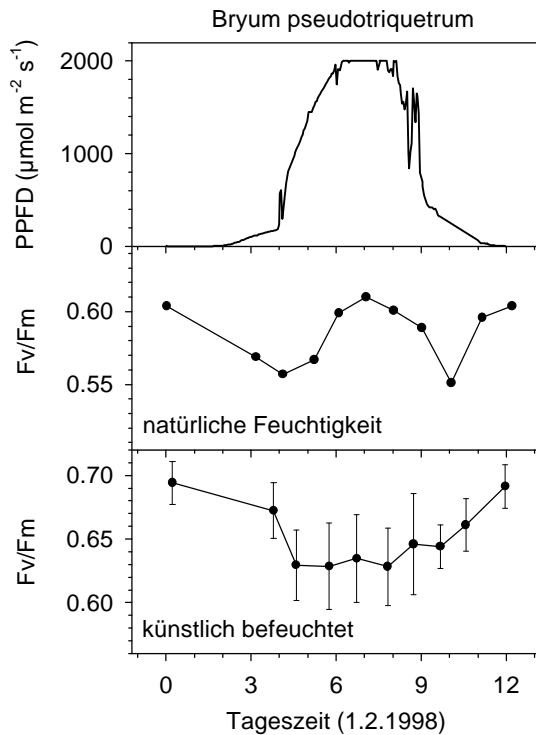 Bryum pseudotriquetrum
PPFD (µmol m⁻² s⁻¹)
2000
1000
0
Fv/Fm
0.60
0.55
natürliche Feuchtigkeit
Fv/Fm
0.70
0.65
0.60
künstlich befeuchtet
0 3 6 9 12
Tageszeit (1.2.1998)